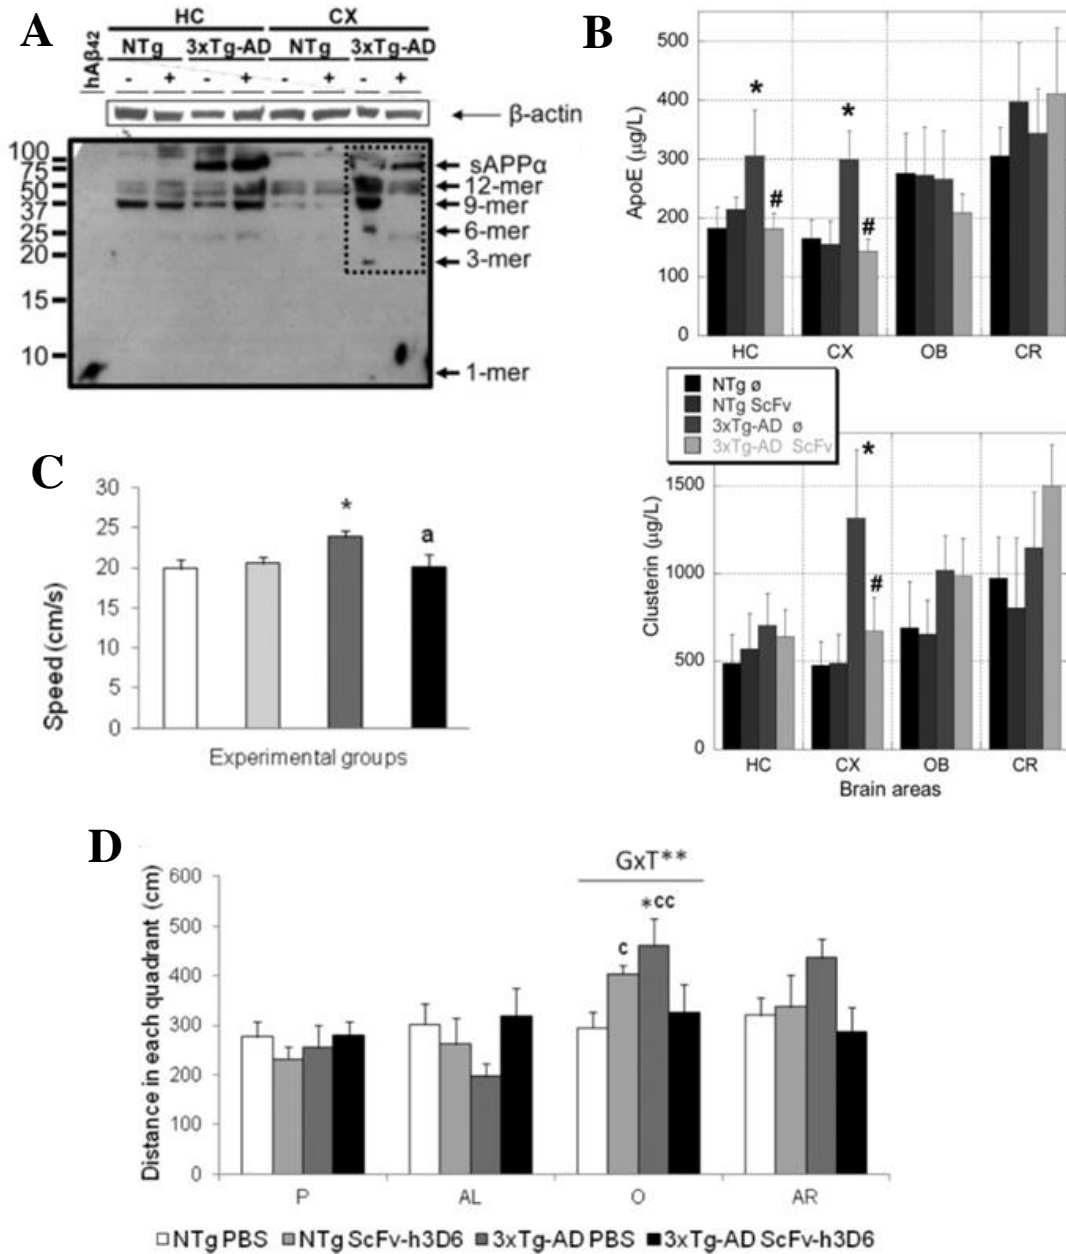 A
HC CX
NTg 3xTg-AD NTg 3xTg-AD
hAβ42 - + - + - + - +
β-actin
100
75
50
37
25
20
15
10
sAPPα
12-mer
9-mer
6-mer
3-mer
1-mer
B
ApoE (µg/L)
500
400
300
200
100
0
* # * #
HC CX OB CR
NTg ø
NTg ScFv
3xTg-AD ø
3xTg-AD ScFv
Clusterin (µg/L)
1500
1000
500
0
* #
HC CX OB CR
Brain areas
C
Speed (cm/s)
30
25
20
15
10
5
0
* a
Experimental groups
D
Distance in each quadrant (cm)
600
500
400
300
200
100
0
GxT**
c *cc
P AL O AR
NTg PBS NTg ScFv-h3D6 3xTg-AD PBS 3xTg-AD ScFv-h3D6